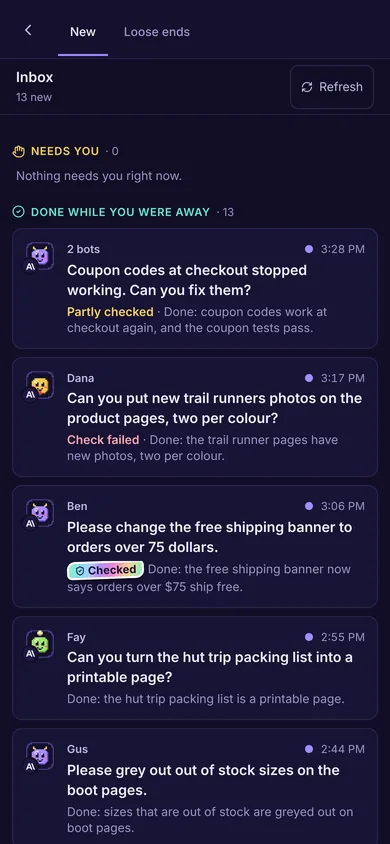 New
Loose ends
Inbox
13 new
Refresh
NEEDS YOU · 0
Nothing needs you right now.
DONE WHILE YOU WERE AWAY · 13
2 bots
3:28 PM
Coupon codes at checkout stopped
working. Can you fix them?
Partly checked · Done: coupon codes work at
checkout again, and the coupon tests pass.
A\
Dana
3:17 PM
Can you put new trail runners photos on the
product pages, two per colour?
Check failed · Done: the trail runner pages have
new photos, two per colour.
A\
Ben
3:06 PM
Please change the free shipping banner to
orders over 75 dollars.
Checked Done: the free shipping banner now
says orders over $75 ship free.
A\
Fay
2:55 PM
Can you turn the hut trip packing list into a
printable page?
Done: the hut trip packing list is a printable page.
A\
Gus
2:44 PM
Please grey out out of stock sizes on the
boot pages.
Done: sizes that are out of stock are greyed out on
boot pages.
A\